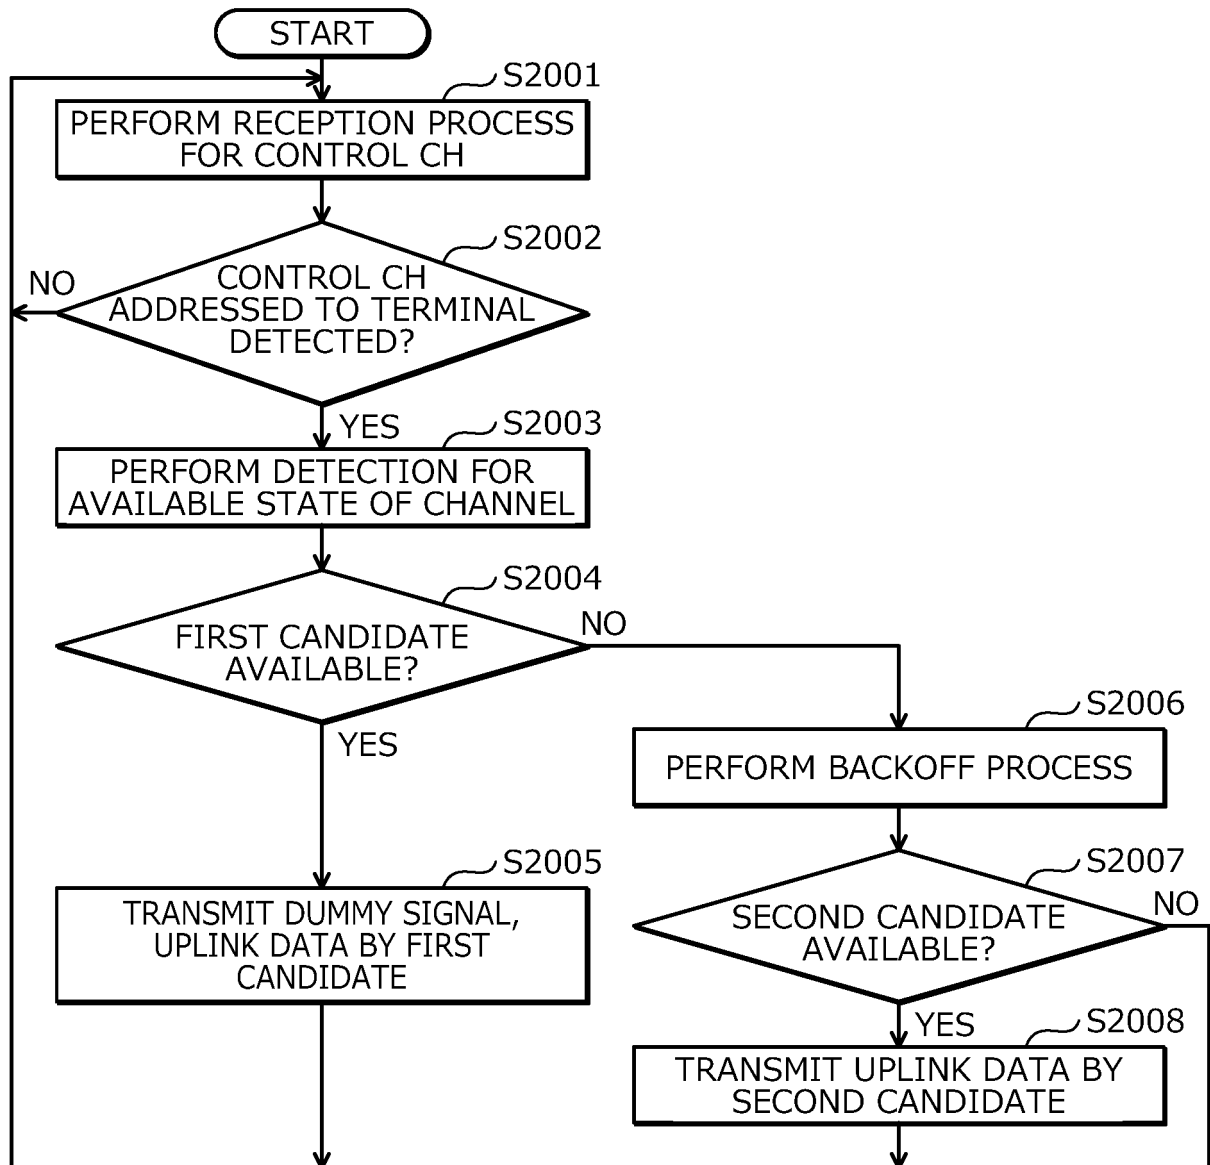 START
S2001
PERFORM RECEPTION PROCESS
FOR CONTROL CH
S2002
NO
CONTROL CH
ADDRESSED TO TERMINAL
DETECTED?
YES
S2003
PERFORM DETECTION FOR
AVAILABLE STATE OF CHANNEL
S2004
NO
FIRST CANDIDATE
AVAILABLE?
YES
S2006
PERFORM BACKOFF PROCESS
S2005
TRANSMIT DUMMY SIGNAL,
UPLINK DATA BY FIRST
CANDIDATE
S2007
NO
SECOND CANDIDATE
AVAILABLE?
YES
S2008
TRANSMIT UPLINK DATA BY
SECOND CANDIDATE